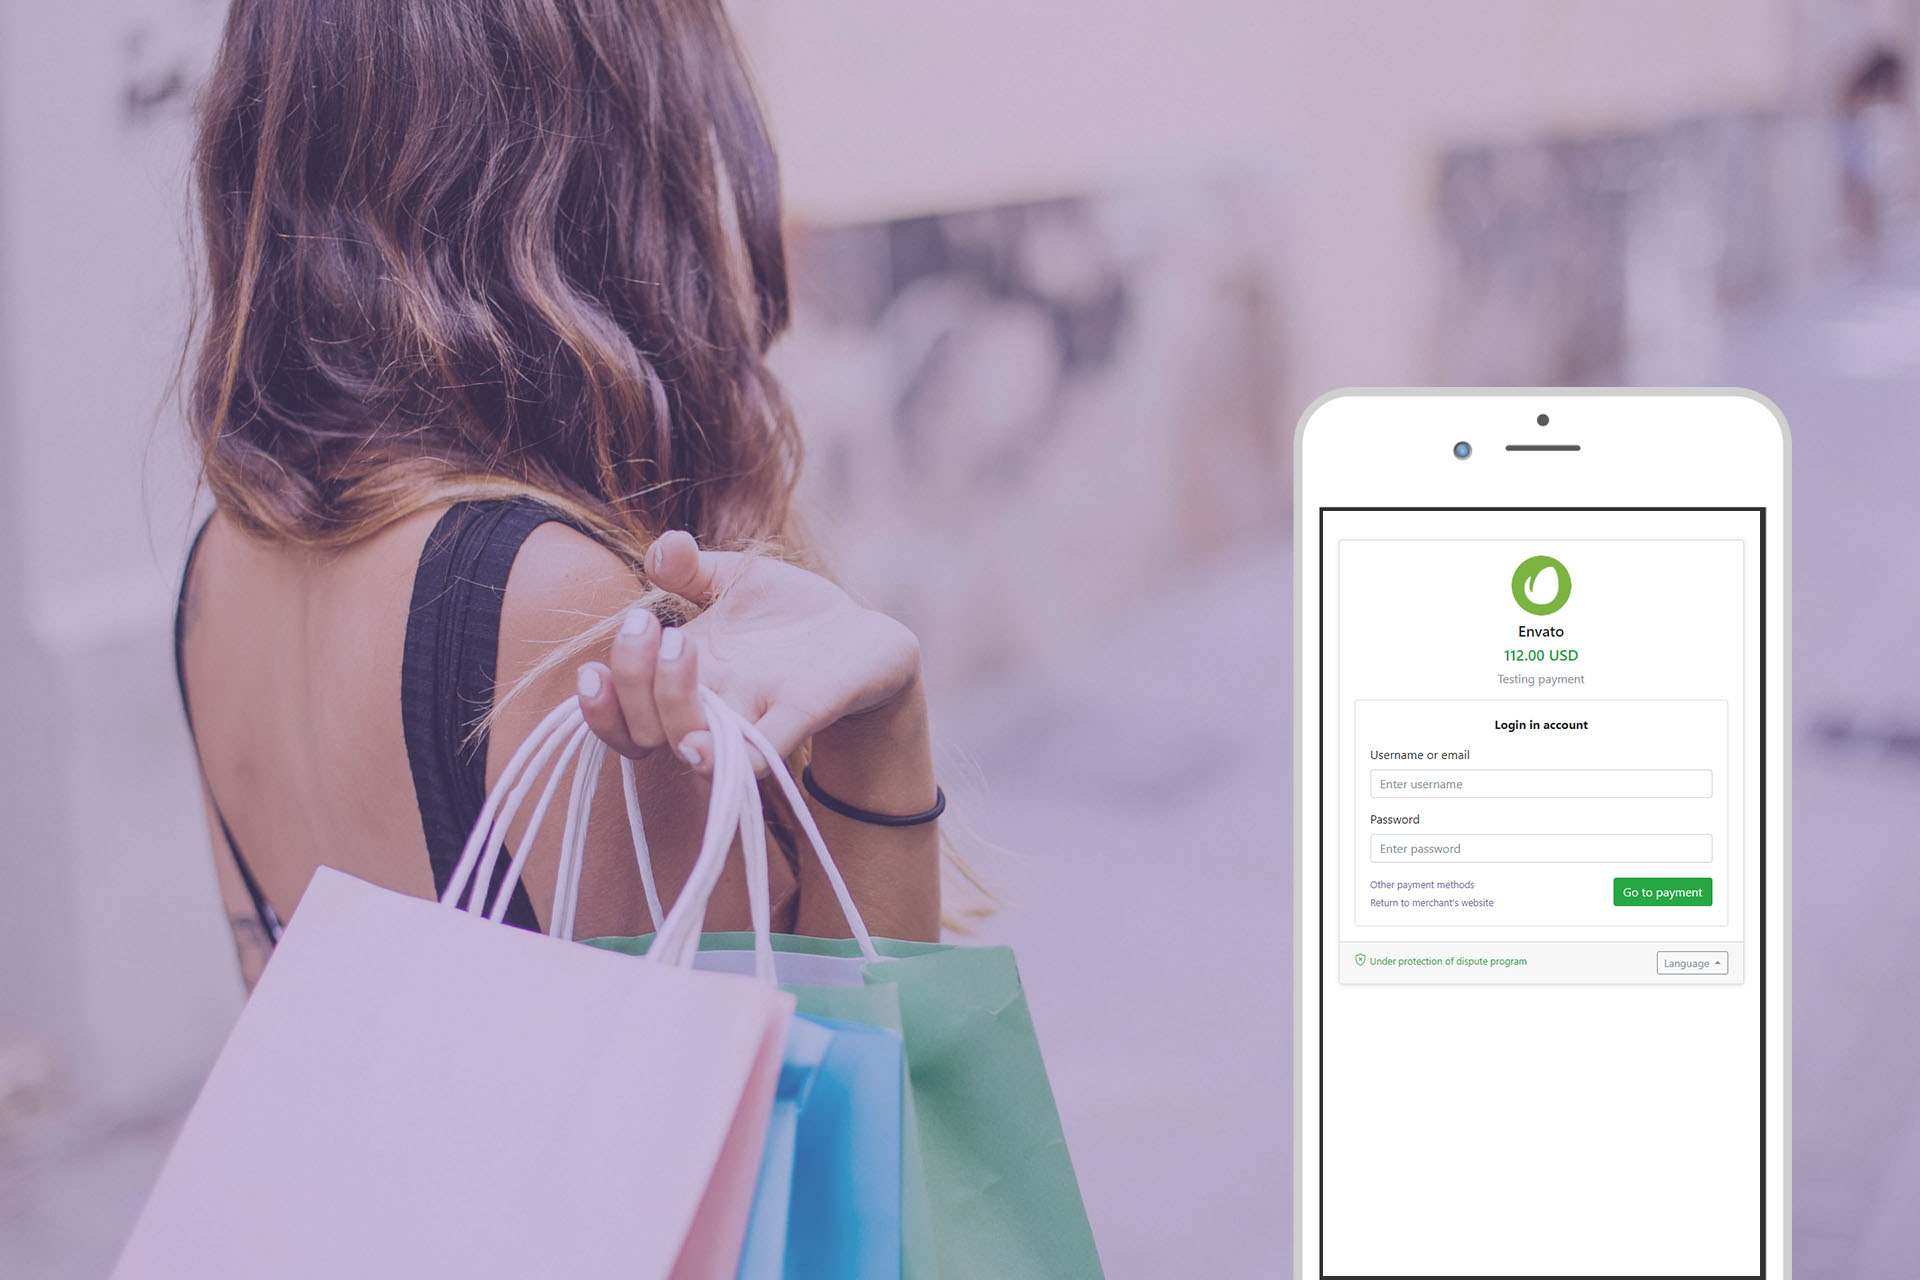 Envato
112.00 USD
Testing payment
Login in account
Username or email
Enter username
Password
Enter password
Other payment methods
Go to payment
Return to merchant's website
Under protection of dispute program
Language